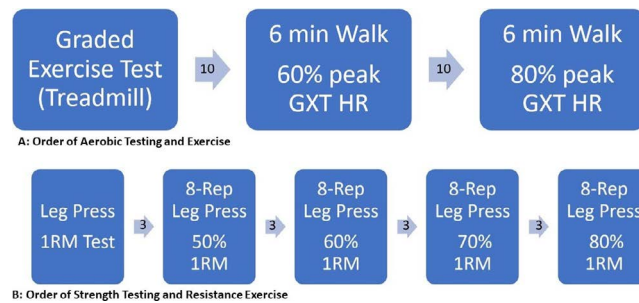 Graded
Exercise Test
(Treadmill)
10
6 min Walk
60% peak
GXT HR
10
6 min Walk
80% peak
GXT HR
A: Order of Aerobic Testing and Exercise
Leg Press
1RM Test
3
8-Rep
Leg Press
50%
1RM
3
8-Rep
Leg Press
60%
1RM
3
8-Rep
Leg Press
70%
1RM
3
8-Rep
Leg Press
80%
1RM
B: Order of Strength Testing and Resistance Exercise